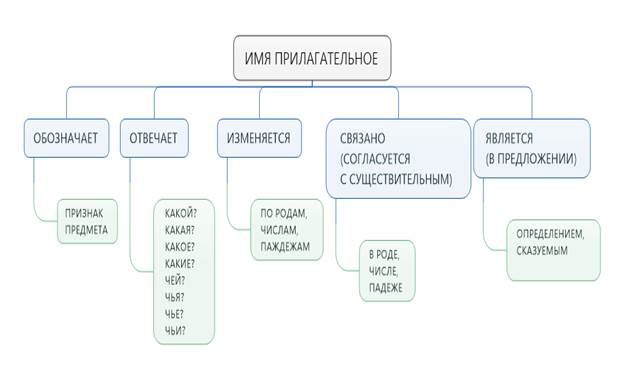 ИМЯ ПРИЛАГАТЕЛЬНОЕ
ОБОЗНАЧАЕТ
ПРИЗНАК
ПРЕДМЕТА
ОТВЕЧАЕТ
КАКОЙ?
КАКАЯ?
КАКОЕ?
КАКИЕ?
ЧЕЙ?
ЧЬЯ?
ЧЬЕ?
ЧЬИ?
ИЗМЕНЯЕТСЯ
ПО РОДАМ,
ЧИСЛАМ,
ПАЖДЕЖАМ
СВЯЗАНО
(СОГЛАСУЕТСЯ
С СУЩЕСТВИТЕЛЬНЫМ)
В РОДЕ,
ЧИСЛЕ,
ПАДЕЖЕ
ЯВЛЯЕТСЯ
(В ПРЕДЛОЖЕНИИ)
ОПРЕДЕЛЕНИЕМ,
СКАЗУЕМЫМ